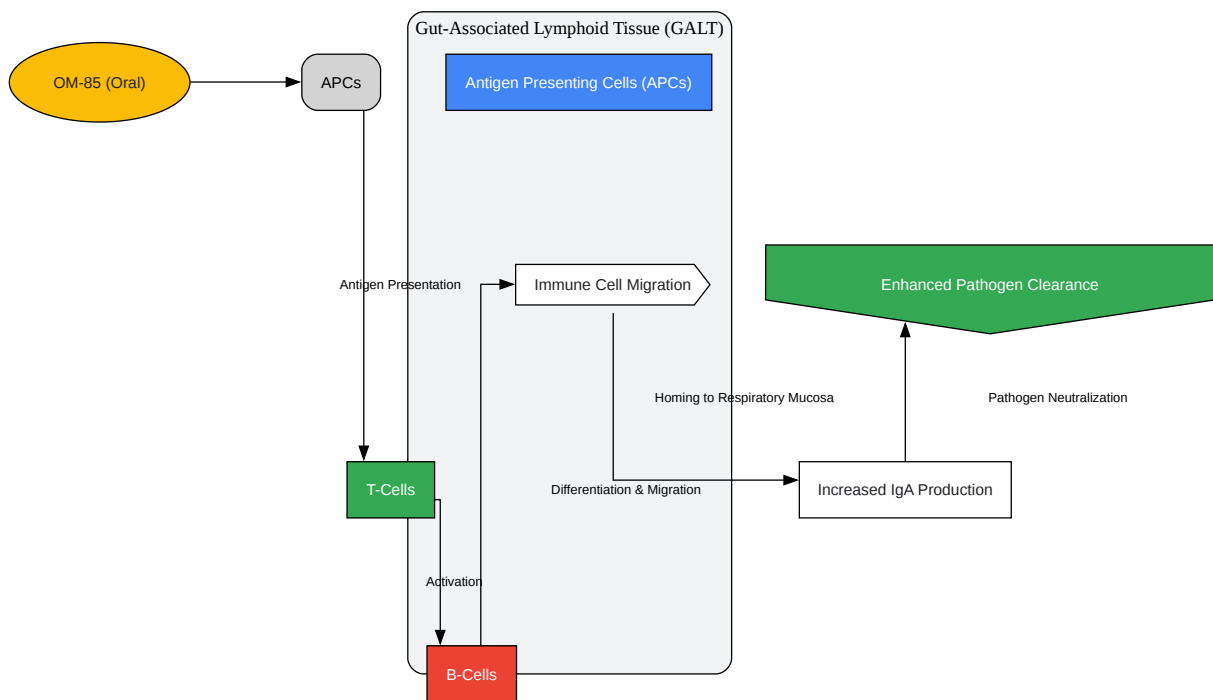 Gut-Associated Lymphoid Tissue (GALT)
OM-85 (Oral)
APCs
Antigen Presenting Cells (APCs)
Antigen Presentation
Immune Cell Migration
Enhanced Pathogen Clearance
Homing to Respiratory Mucosa
Pathogen Neutralization
T-Cells
Differentiation & Migration
Increased IgA Production
Activation
B-Cells